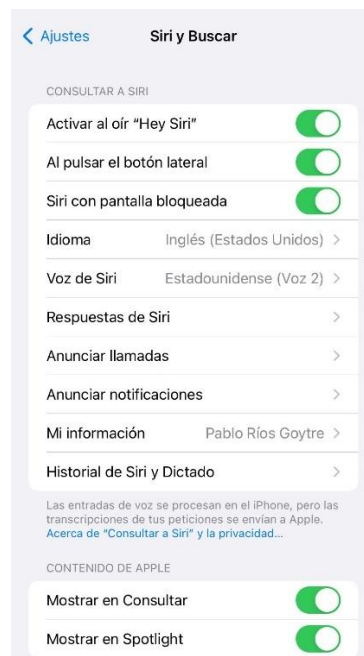 Ajustes Siri y Buscar
CONSULTAR A SIRI
Activar al oír “Hey Siri”
Al pulsar el botón lateral
Siri con pantalla bloqueada
Idioma Inglés (Estados Unidos)
Voz de Siri Estadounidense (Voz 2)
Respuestas de Siri
Anunciar llamadas
Anunciar notificaciones
Mi información Pablo Ríos Goytre
Historial de Siri y Dictado
Las entradas de voz se procesan en el iPhone, pero las
transcripciones de tus peticiones se envían a Apple.
Acerca de “Consultar a Siri” y la privacidad...
CONTENIDO DE APPLE
Mostrar en Consultar
Mostrar en Spotlight